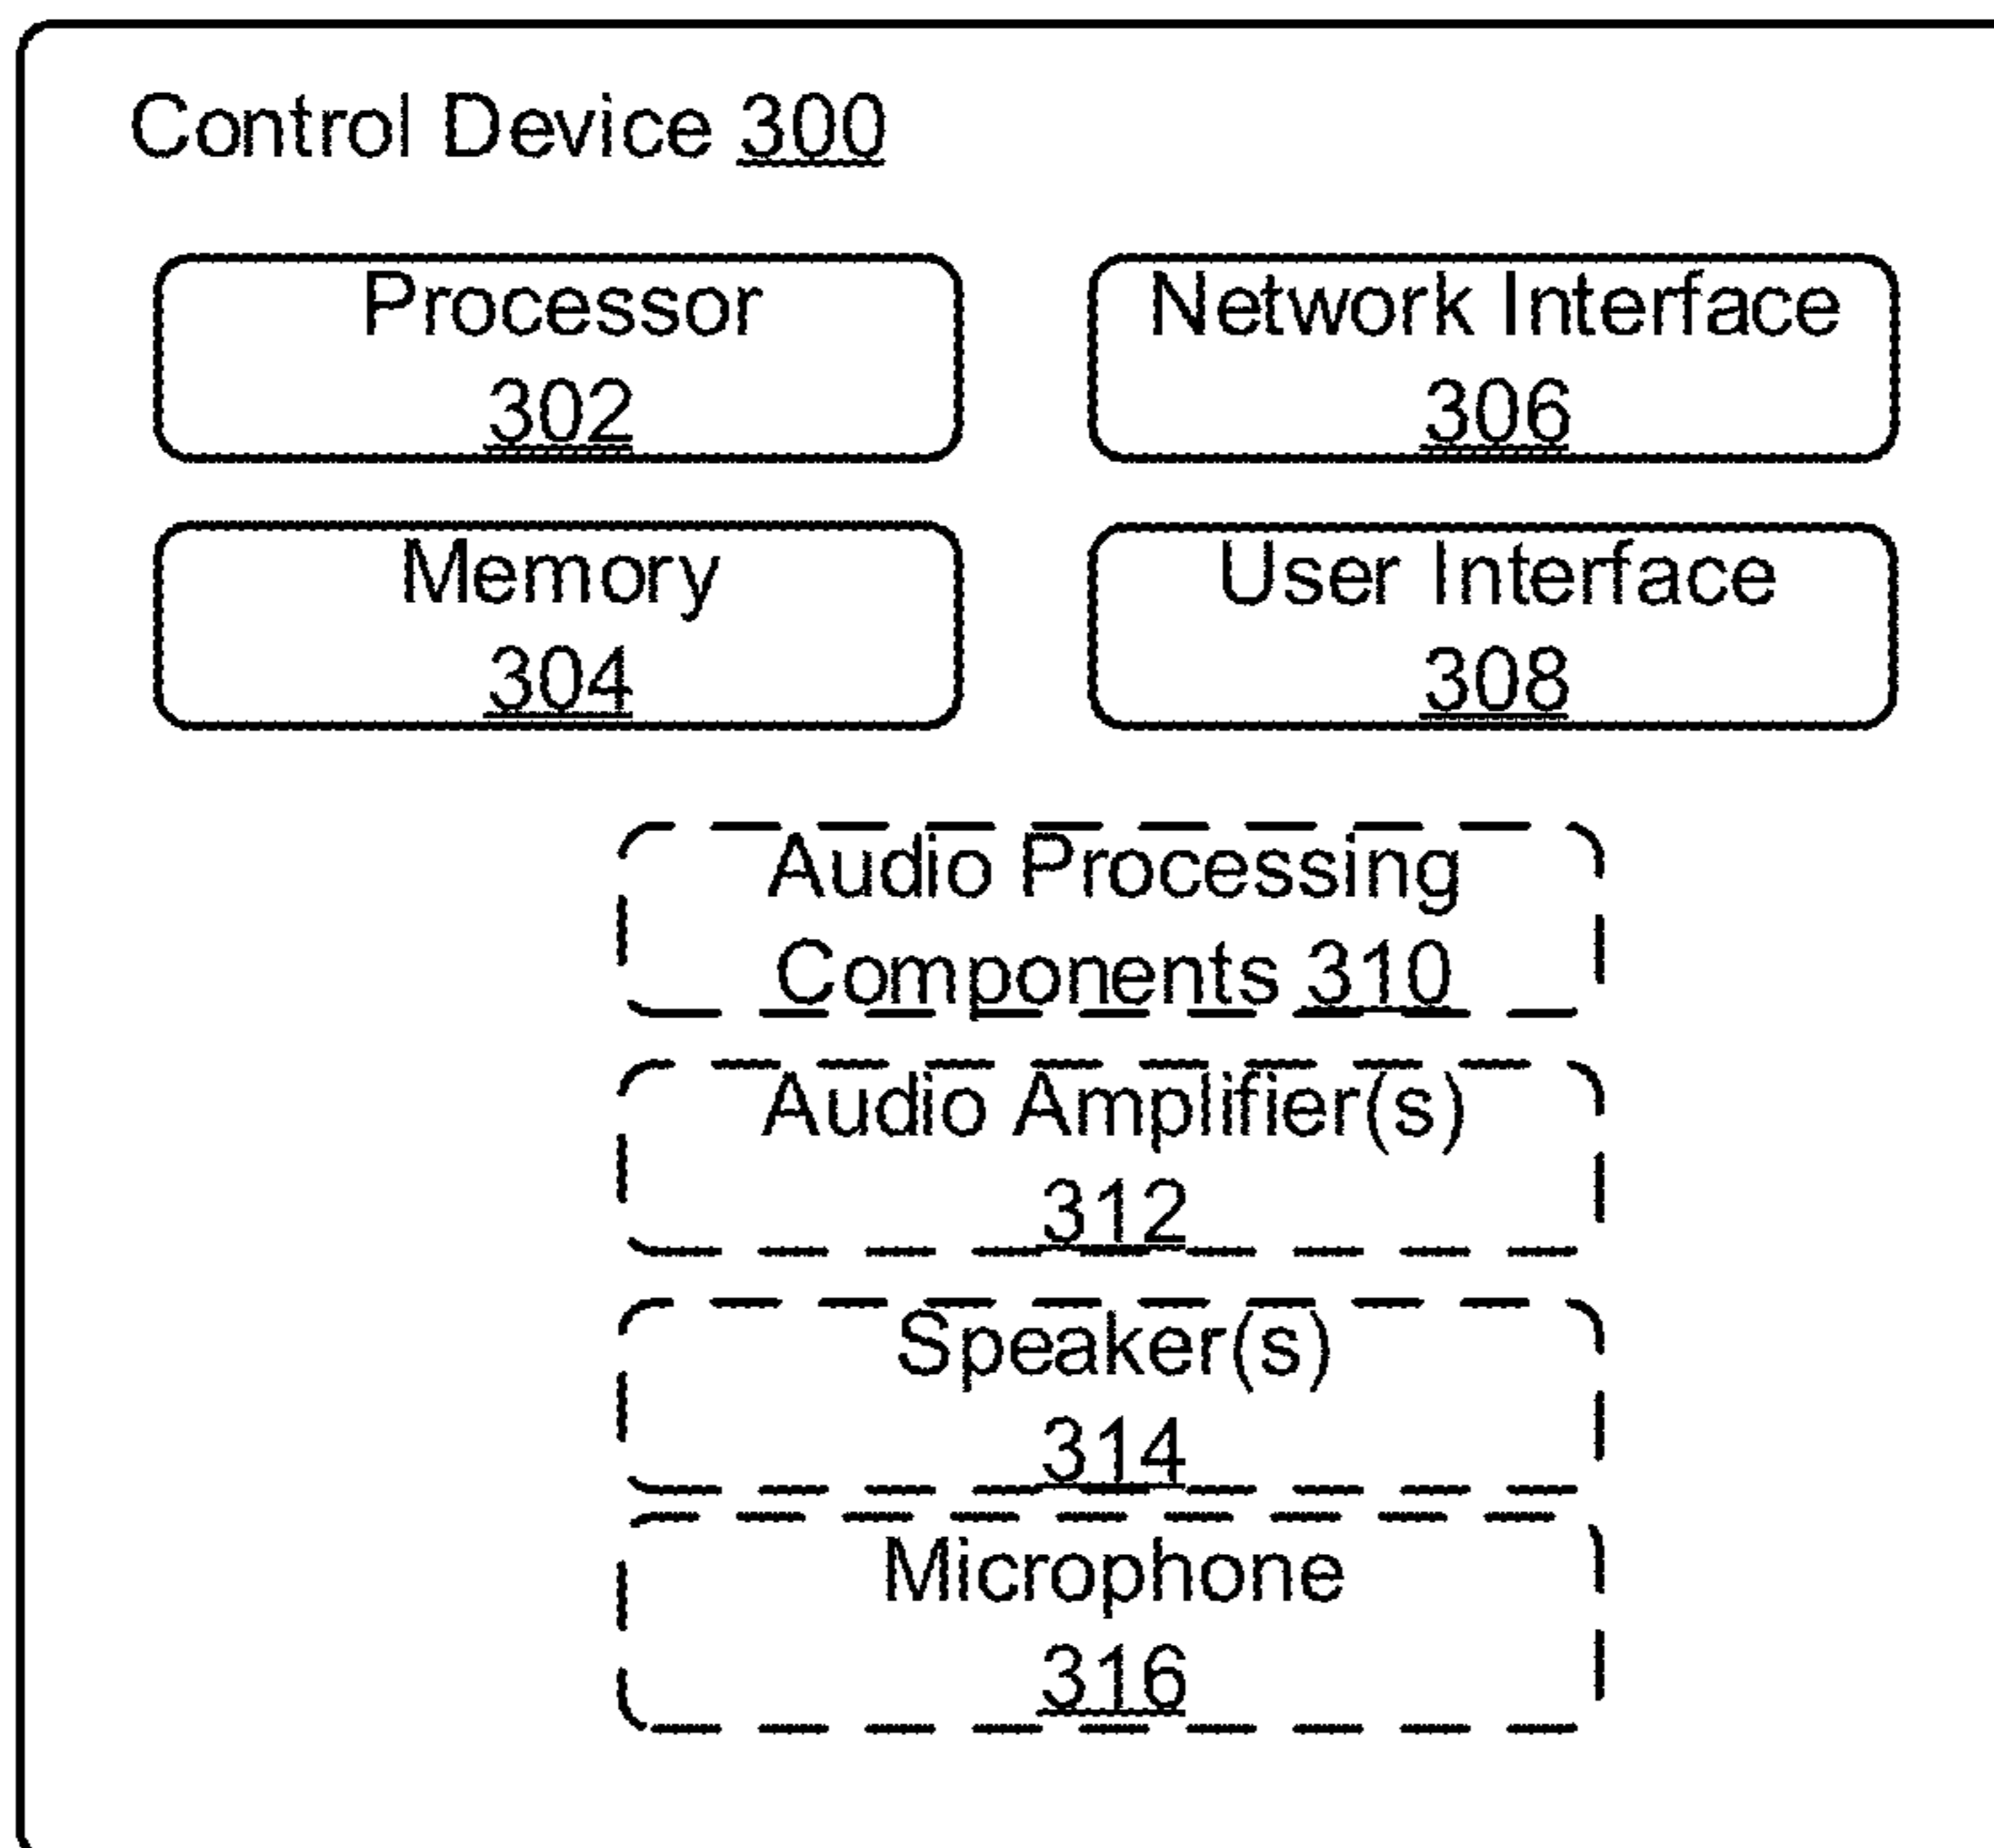 Control Device 300
Processor
302
Network Interface
306
Memory
304
User Interface
308
Audio Processing
Components 310
Audio Amplifier(s)
312
Speaker(s)
314
Microphone
316